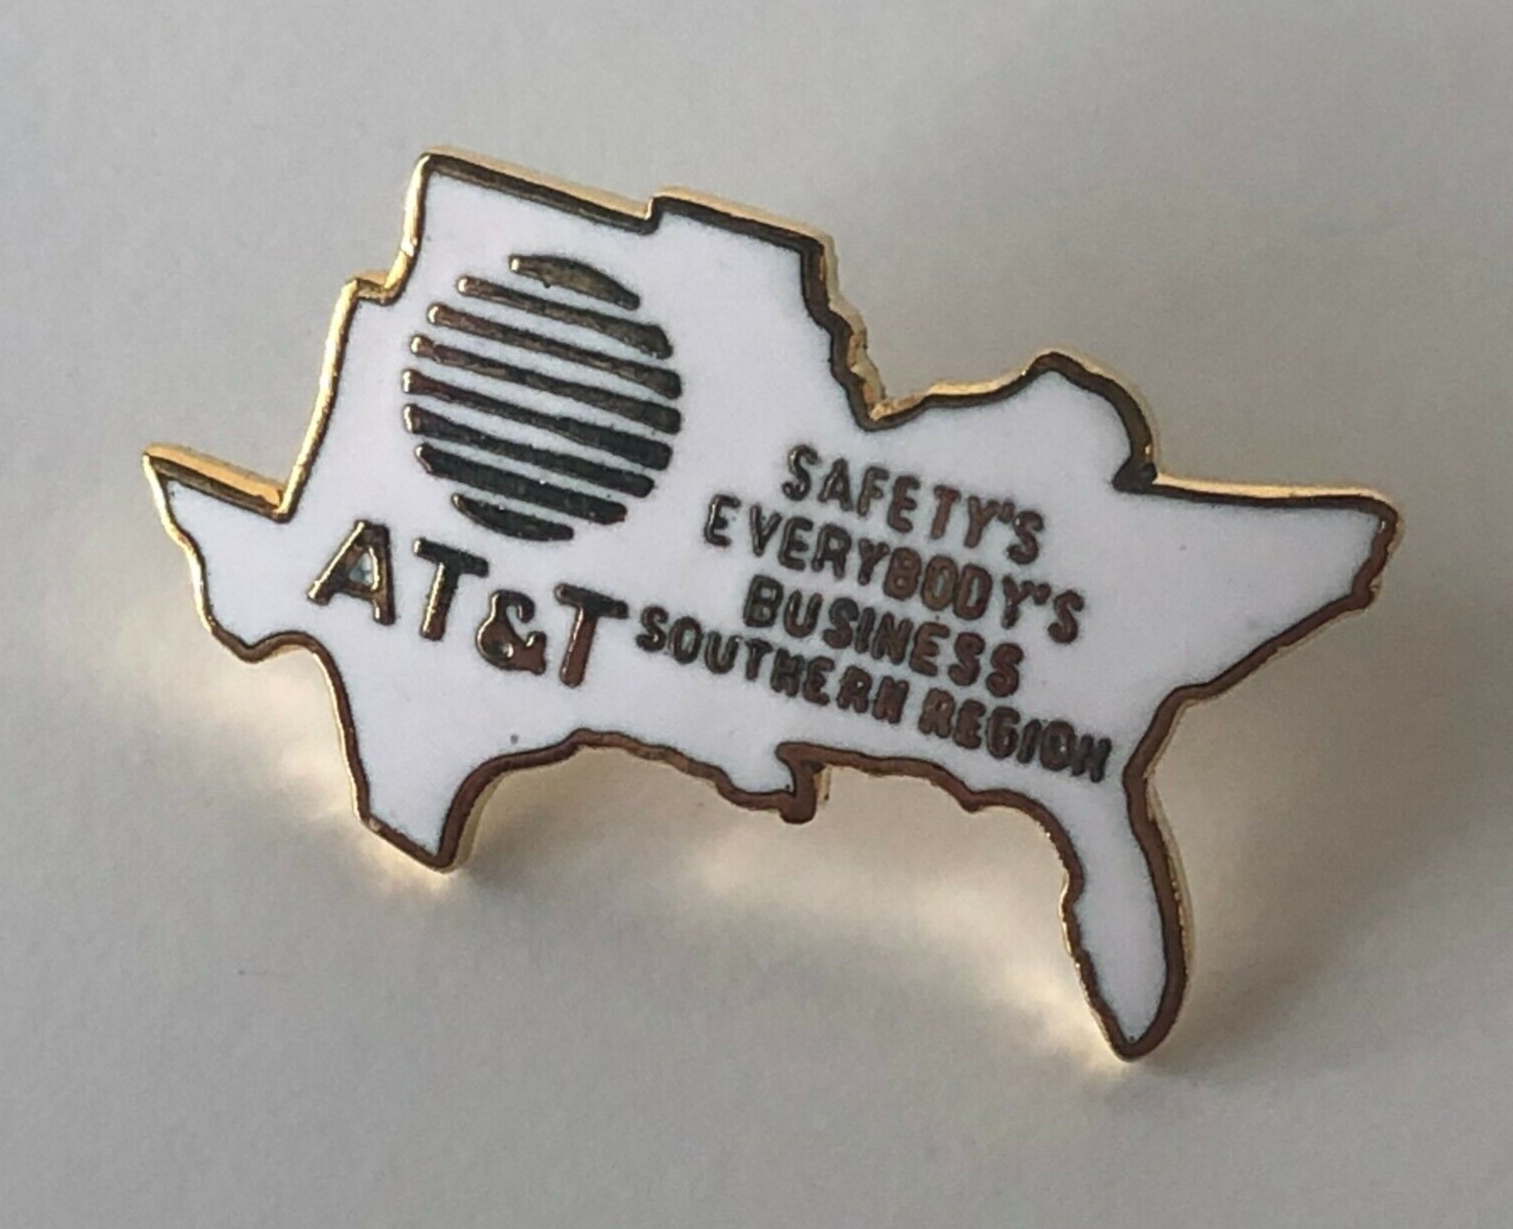 AT&T
SAFETY'S
EVERYBODY'S
BUSINESS
SOUTHERN REGION